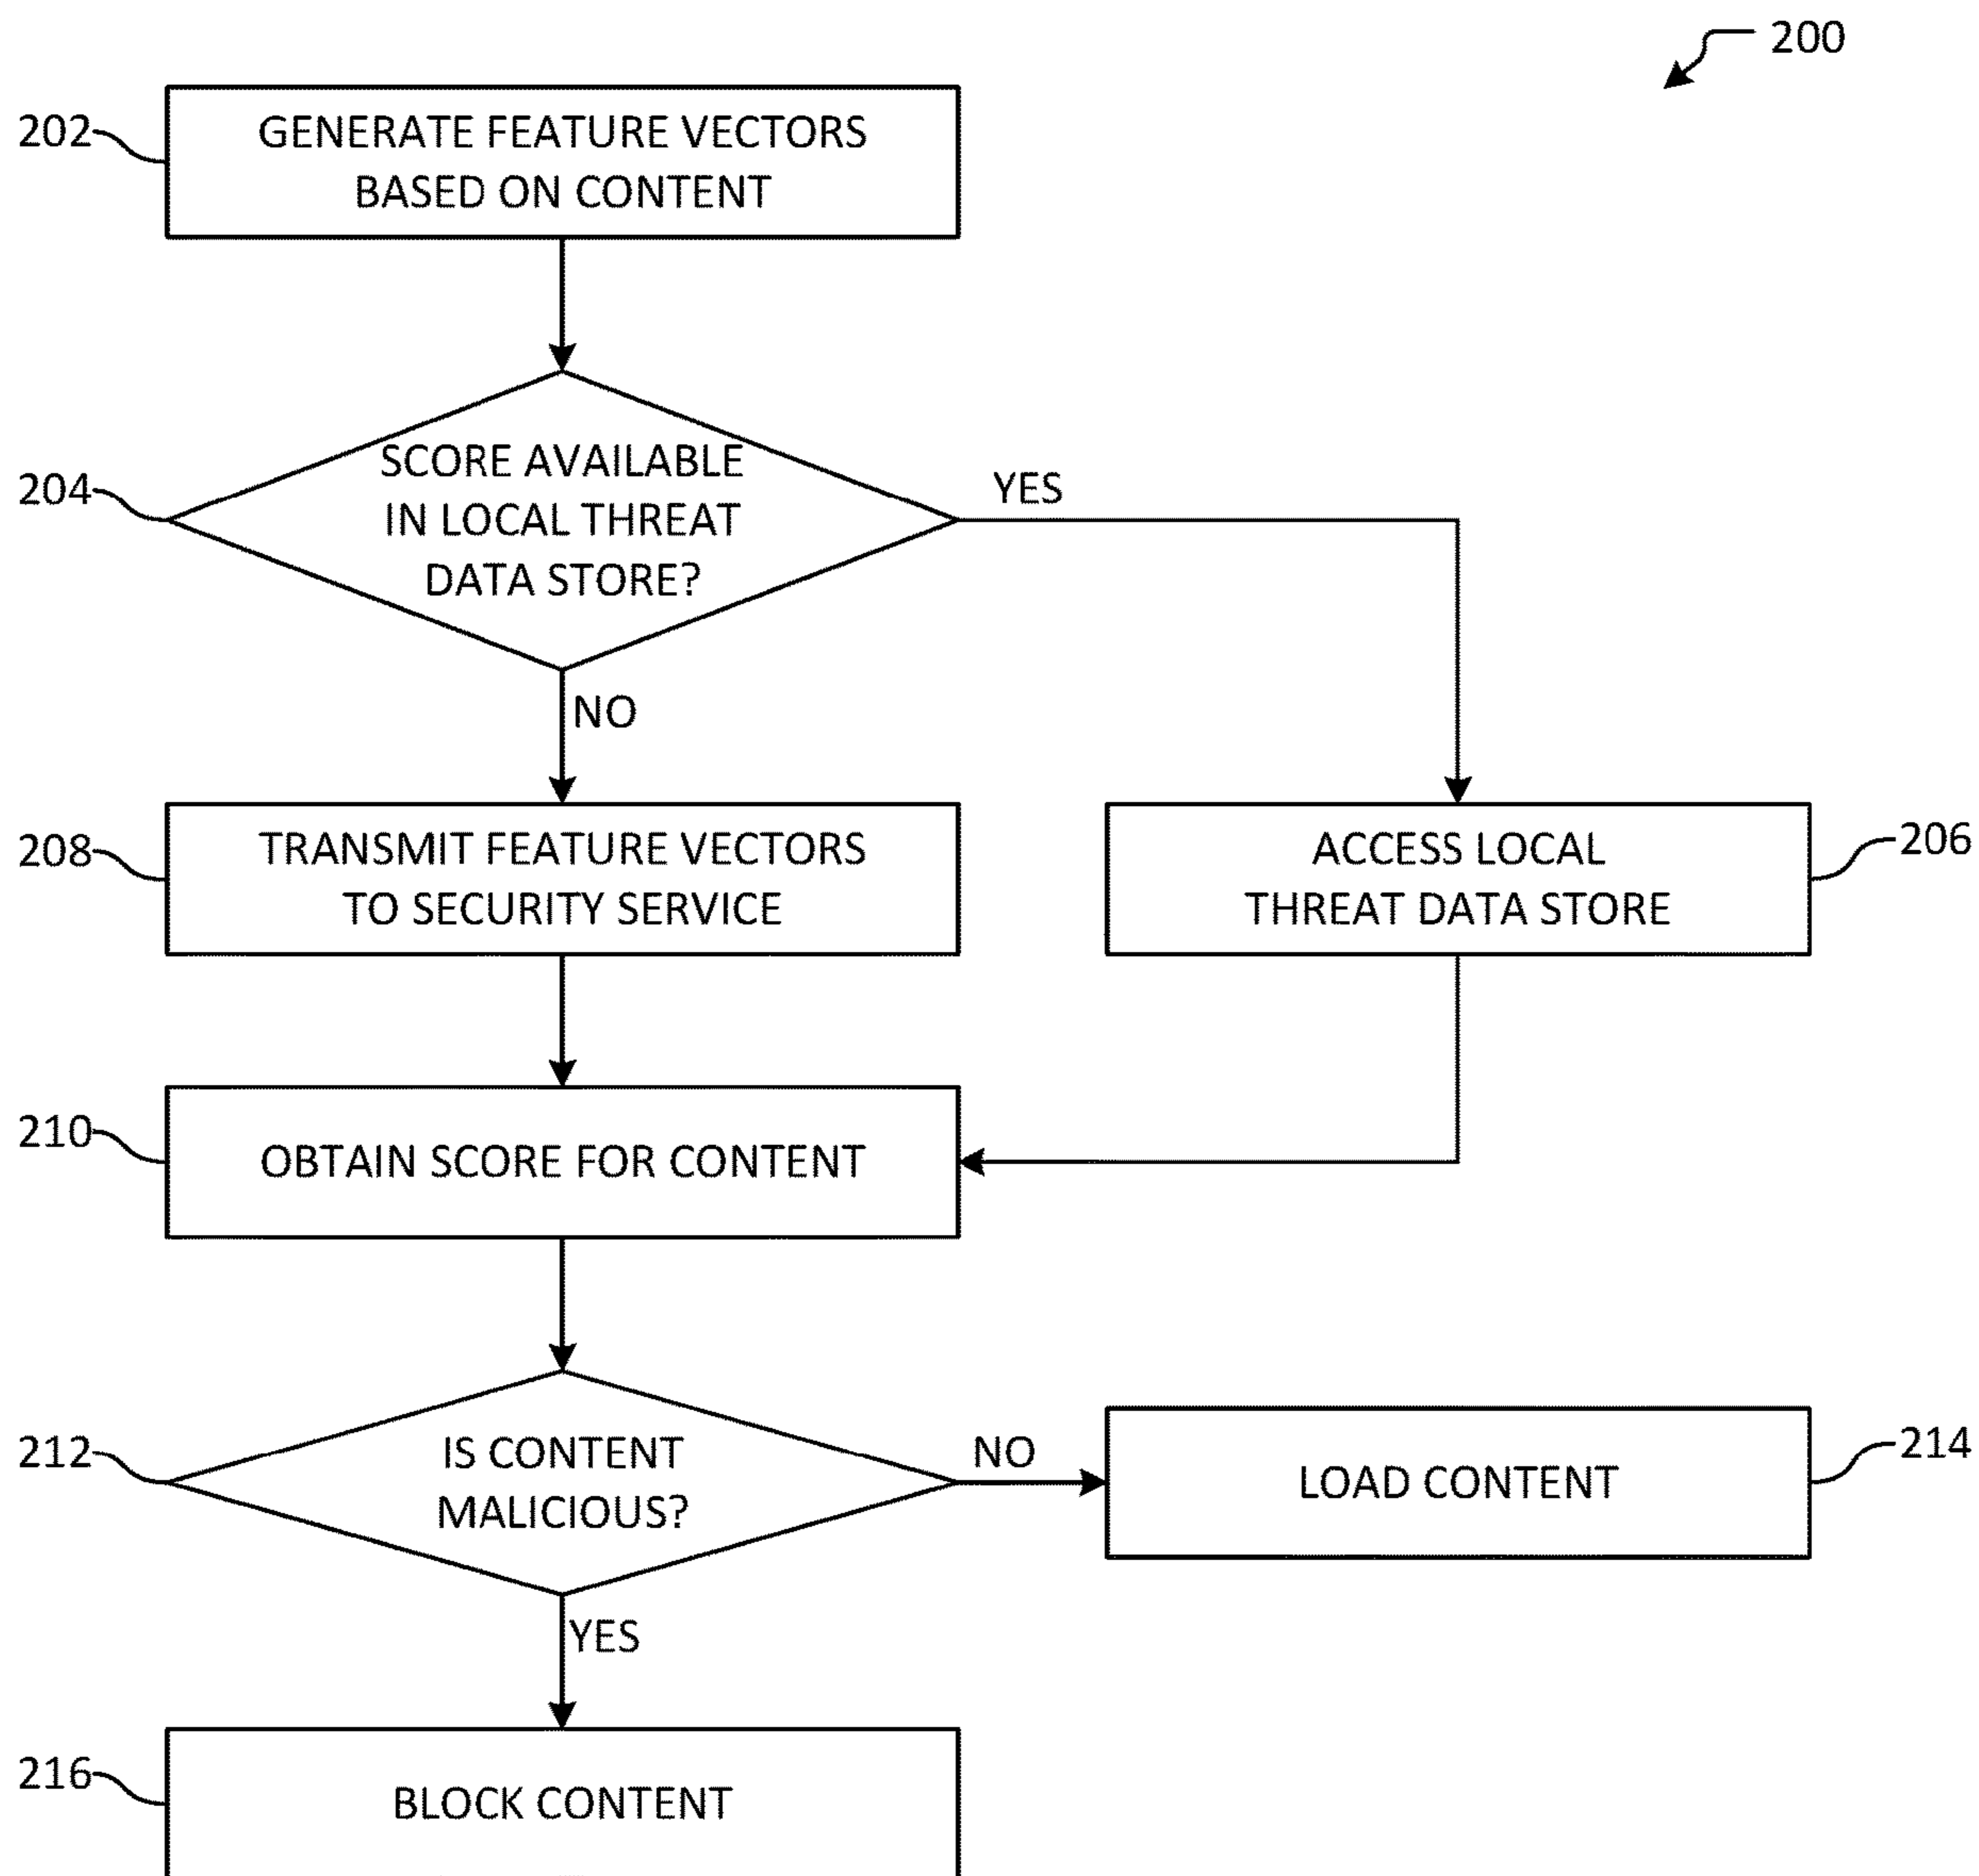 200
202
GENERATE FEATURE VECTORS
BASED ON CONTENT
204
SCORE AVAILABLE
IN LOCAL THREAT
DATA STORE?
YES
NO
208
TRANSMIT FEATURE VECTORS
TO SECURITY SERVICE
ACCESS LOCAL
THREAT DATA STORE
206
210
OBTAIN SCORE FOR CONTENT
212
IS CONTENT
MALICIOUS?
NO
LOAD CONTENT
214
YES
216
BLOCK CONTENT